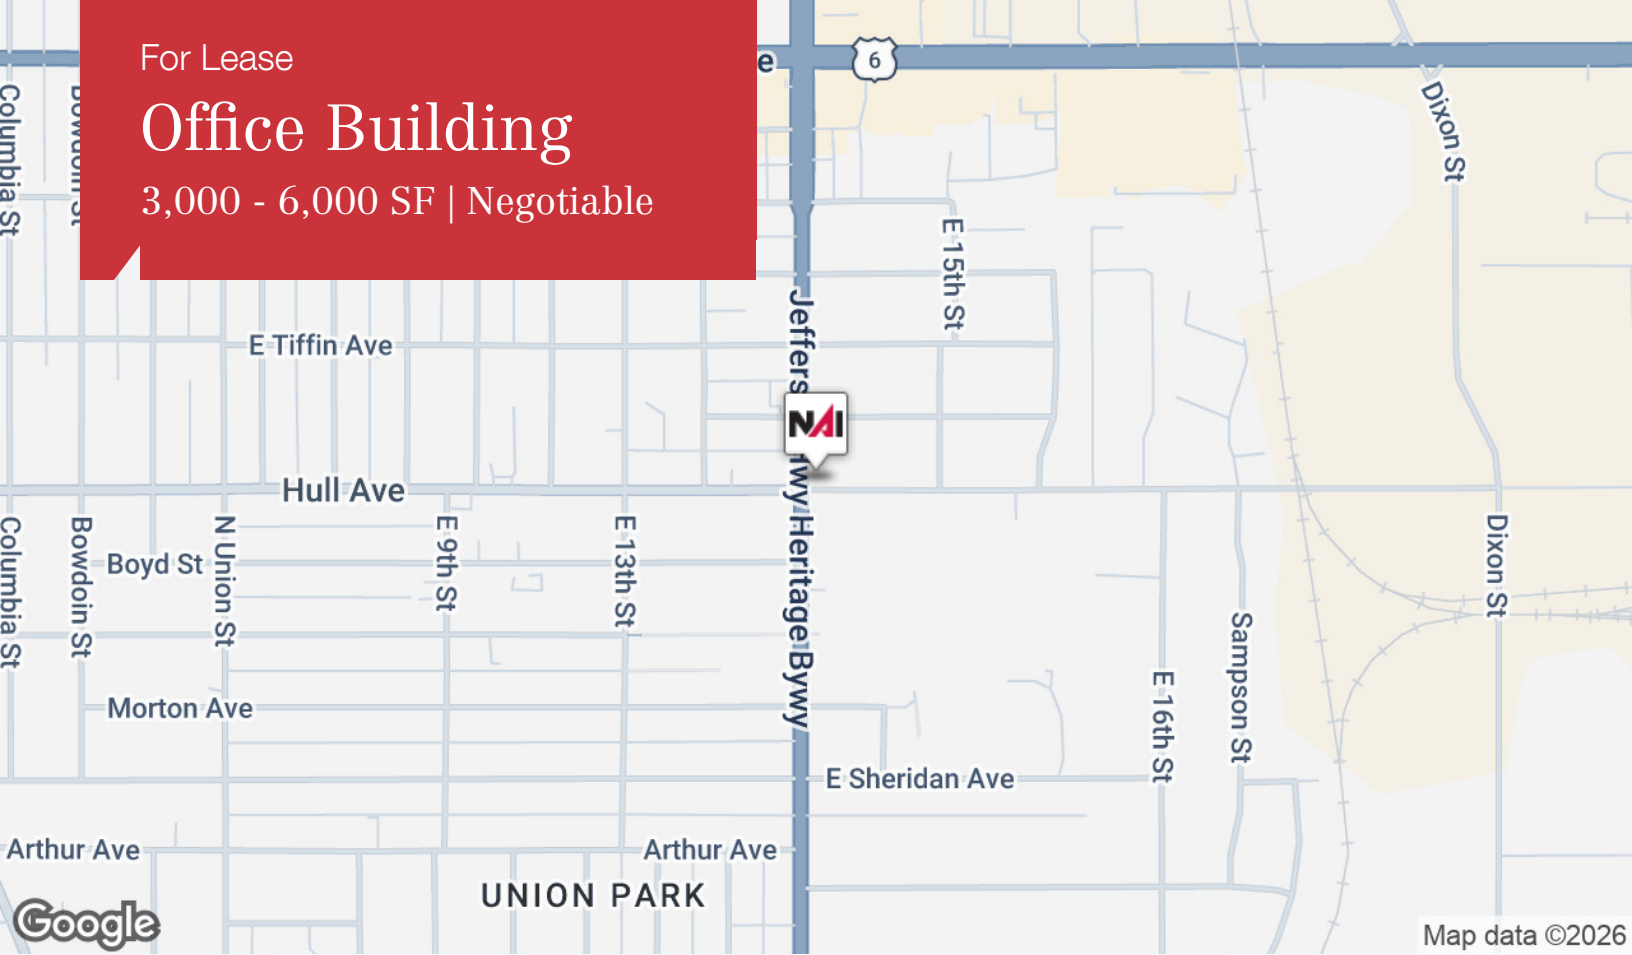 For Lease
Office Building
3,000 - 6,000 SF | Negotiable
e
6
Columbia St
Bowdoin St
Dixon St
E 15th St
E Tiffin Ave
Jeffers
NAI
Hwy Heritage Bywy
Hull Ave
Columbia St
Bowdoin St
N Union St
Boyd St
E 9th St
E 13th St
Dixon St
Sampson St
E 16th St
Morton Ave
E Sheridan Ave
Arthur Ave
Arthur Ave
UNION PARK
Google
Map data ©2026